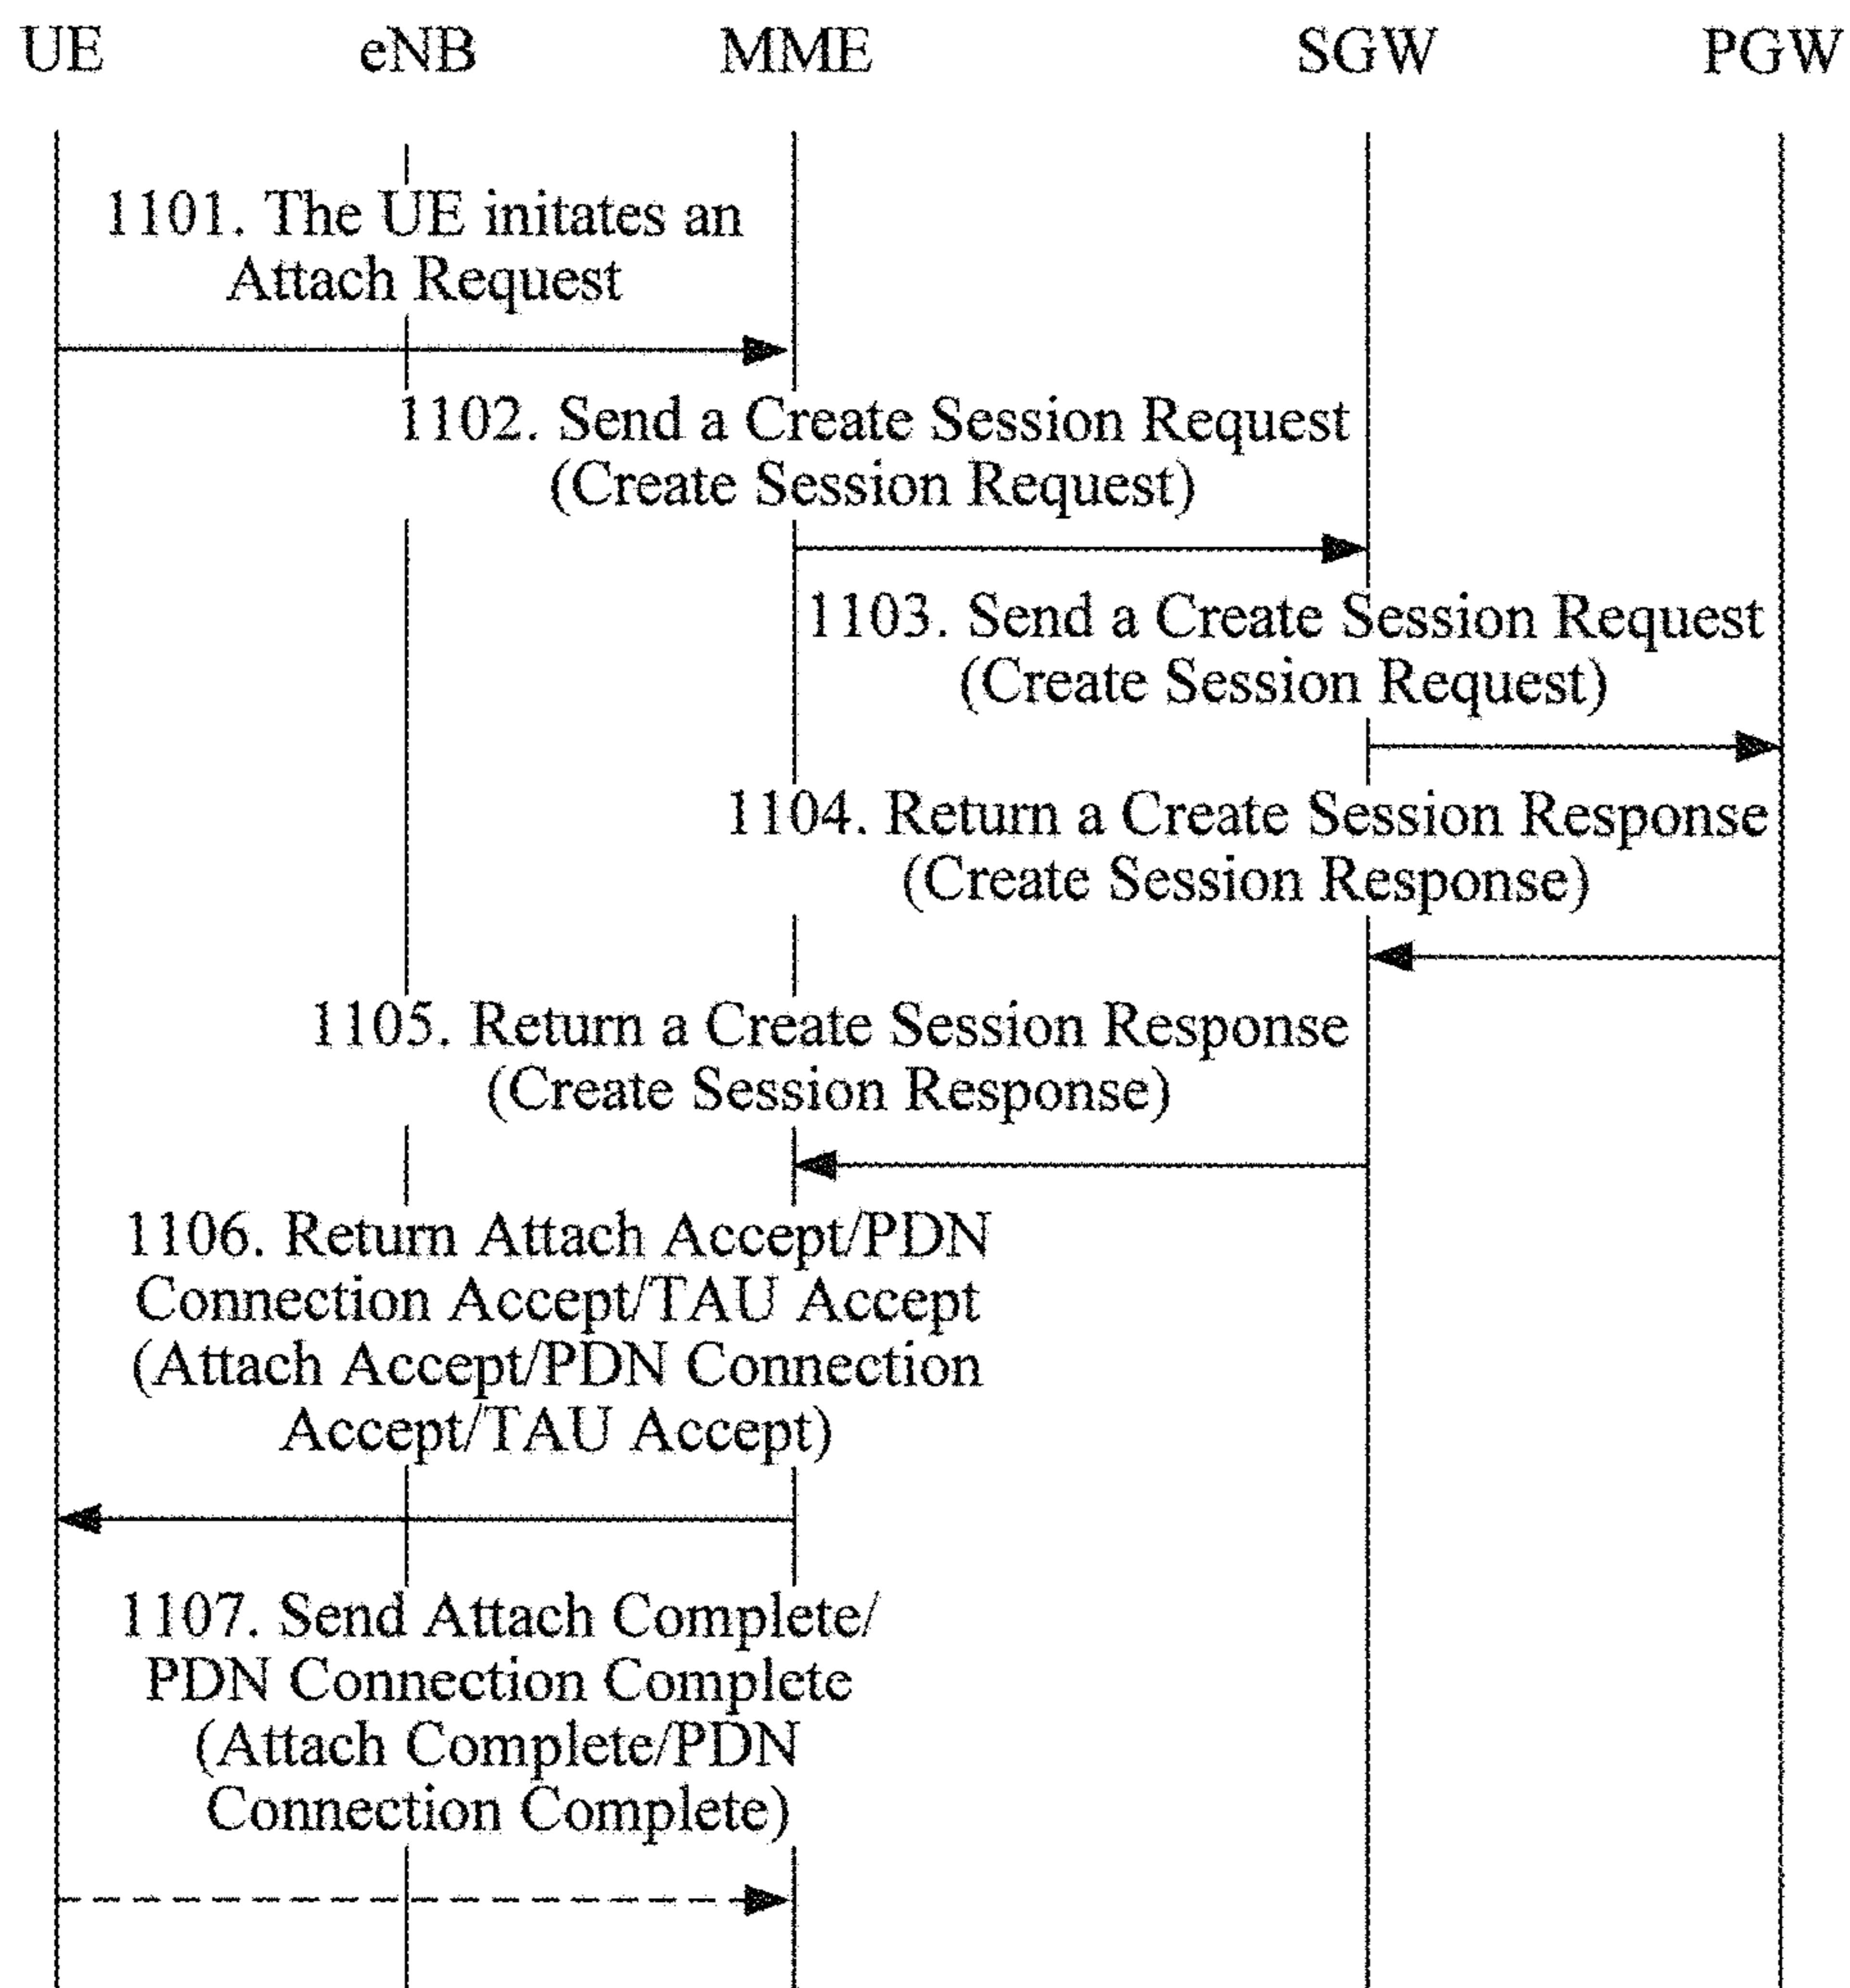 UE eNB MME SGW PGW
1101. The UE initates an
Attach Request
1102. Send a Create Session Request
(Create Session Request)
1103. Send a Create Session Request
(Create Session Request)
1104. Return a Create Session Response
(Create Session Response)
1105. Return a Create Session Response
(Create Session Response)
1106. Return Attach Accept/PDN
Connection Accept/TAU Accept
(Attach Accept/PDN Connection
Accept/TAU Accept)
1107. Send Attach Complete/
PDN Connection Complete
(Attach Complete/PDN
Connection Complete)